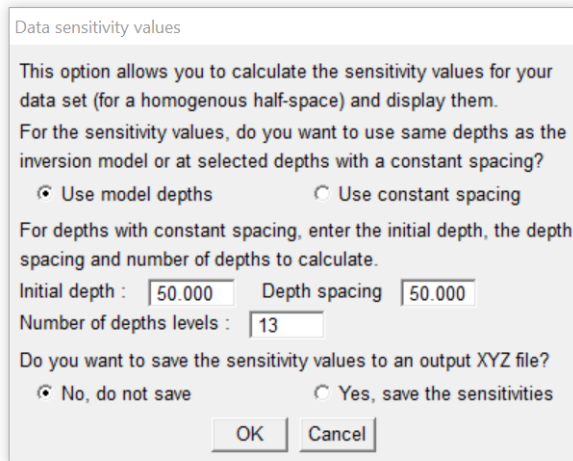 Data sensitivity values
This option allows you to calculate the sensitivity values for your
data set (for a homogenous half-space) and display them.
For the sensitivity values, do you want to use same depths as the
inversion model or at selected depths with a constant spacing?
Use model depths Use constant spacing
For depths with constant spacing, enter the initial depth, the depth
spacing and number of depths to calculate.
Initial depth : 50.000 Depth spacing 50.000
Number of depths levels : 13
Do you want to save the sensitivity values to an output XYZ file?
No, do not save Yes, save the sensitivities
OK Cancel